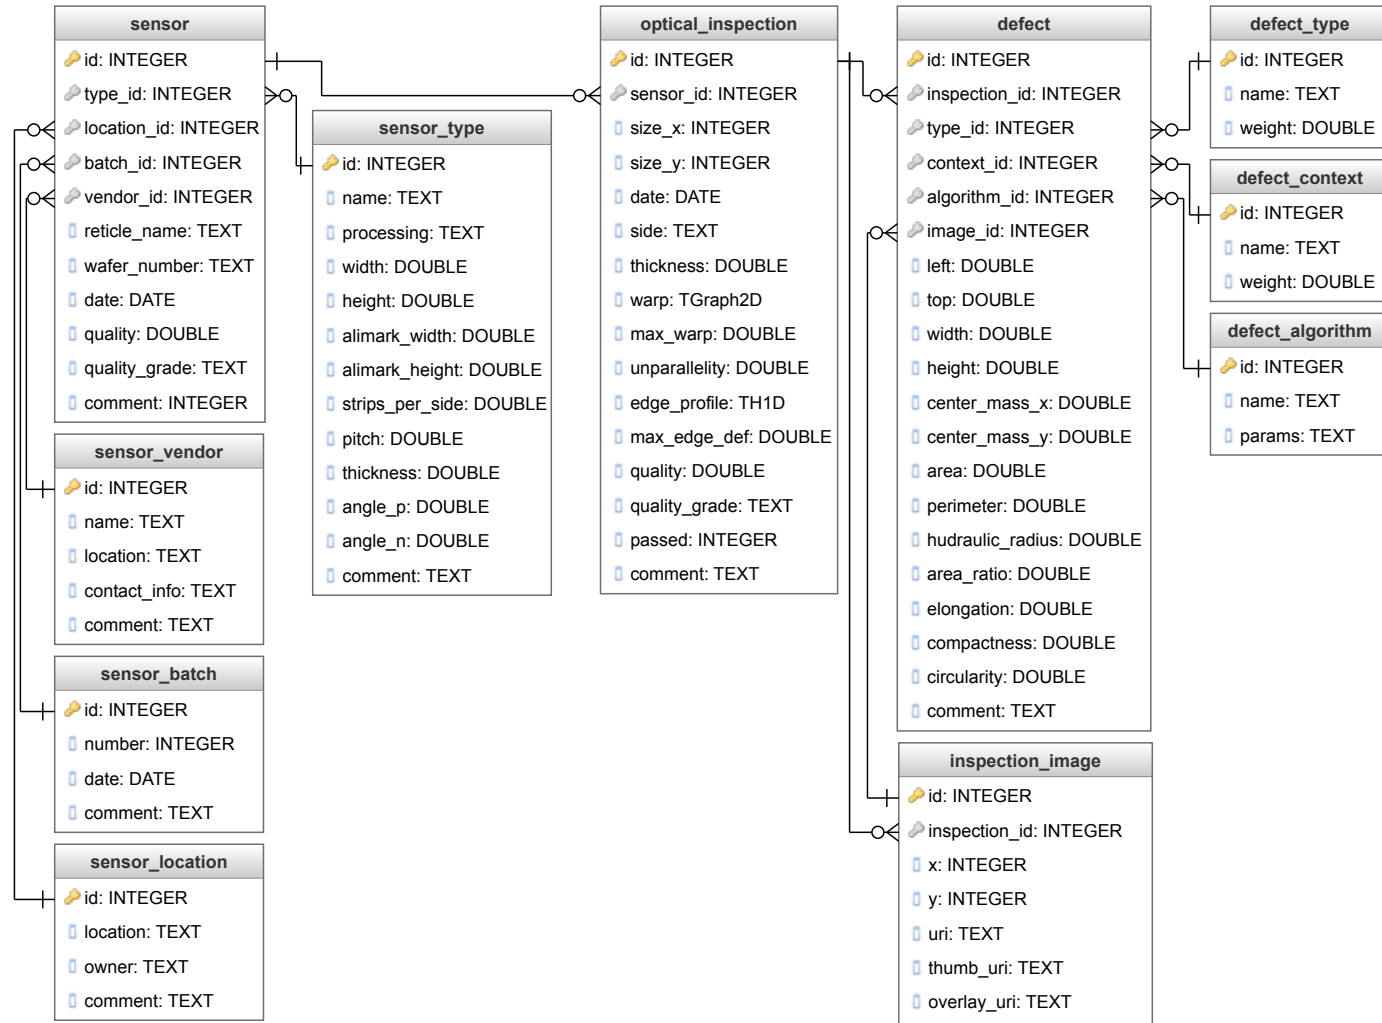 sensor
id: INTEGER
type_id: INTEGER
location_id: INTEGER
batch_id: INTEGER
vendor_id: INTEGER
reticle_name: TEXT
wafer_number: TEXT
date: DATE
quality: DOUBLE
quality_grade: TEXT
comment: INTEGER
sensor_vendor
id: INTEGER
name: TEXT
location: TEXT
contact_info: TEXT
comment: TEXT
sensor_batch
id: INTEGER
number: INTEGER
date: DATE
comment: TEXT
sensor_location
id: INTEGER
location: TEXT
owner: TEXT
comment: TEXT
sensor_type
id: INTEGER
name: TEXT
processing: TEXT
width: DOUBLE
height: DOUBLE
alimark_width: DOUBLE
alimark_height: DOUBLE
strips_per_side: DOUBLE
pitch: DOUBLE
thickness: DOUBLE
angle_p: DOUBLE
angle_n: DOUBLE
comment: TEXT
optical_inspection
id: INTEGER
sensor_id: INTEGER
size_x: INTEGER
size_y: INTEGER
date: DATE
side: TEXT
thickness: DOUBLE
warp: TGraph2D
max_warp: DOUBLE
unparallelity: DOUBLE
edge_profile: TH1D
max_edge_def: DOUBLE
quality: DOUBLE
quality_grade: TEXT
passed: INTEGER
comment: TEXT
defect
id: INTEGER
inspection_id: INTEGER
type_id: INTEGER
context_id: INTEGER
algorithm_id: INTEGER
image_id: INTEGER
left: DOUBLE
top: DOUBLE
width: DOUBLE
height: DOUBLE
center_mass_x: DOUBLE
center_mass_y: DOUBLE
area: DOUBLE
perimeter: DOUBLE
hudraulic_radius: DOUBLE
area_ratio: DOUBLE
elongation: DOUBLE
compactness: DOUBLE
circularity: DOUBLE
comment: TEXT
inspection_image
id: INTEGER
inspection_id: INTEGER
x: INTEGER
y: INTEGER
uri: TEXT
thumb_uri: TEXT
overlay_uri: TEXT
defect_type
id: INTEGER
name: TEXT
weight: DOUBLE
defect_context
id: INTEGER
name: TEXT
weight: DOUBLE
defect_algorithm
id: INTEGER
name: TEXT
params: TEXT